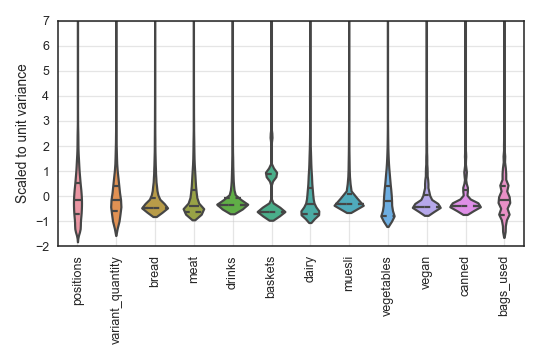 7
6
5
4
3
2
1
0
−1
−2
Scaled to unit variance
positions
variant_quantity
bread
meat
drinks
baskets
dairy
muesli
vegetables
vegan
canned
bags_used